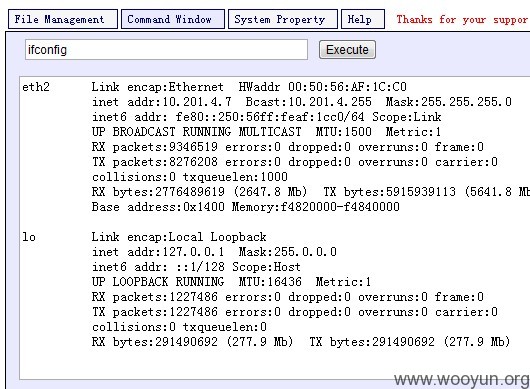 File Management Command Window System Property Help Thanks for your suppor
ifconfig Execute
eth2 Link encap:Ethernet HWaddr 00:50:56:AF:1C:C0
inet addr:10.201.4.7 Bcast:10.201.4.255 Mask:255.255.255.0
inet6 addr: fe80::250:56ff:feaf:1cc0/64 Scope:Link
UP BROADCAST RUNNING MULTICAST MTU:1500 Metric:1
RX packets:9346519 errors:0 dropped:0 overruns:0 frame:0
TX packets:8276208 errors:0 dropped:0 overruns:0 carrier:0
collisions:0 txqueuelen:1000
RX bytes:2776489619 (2647.8 Mb) TX bytes:5915939113 (5641.8 M
Base address:0x1400 Memory:f4820000-f4840000
lo Link encap:Local Loopback
inet addr:127.0.0.1 Mask:255.0.0.0
inet6 addr: ::1/128 Scope:Host
UP LOOPBACK RUNNING MTU:16436 Metric:1
RX packets:1227486 errors:0 dropped:0 overruns:0 frame:0
TX packets:1227486 errors:0 dropped:0 overruns:0 carrier:0
collisions:0 txqueuelen:0
RX bytes:291490692 (277.9 Mb) TX bytes:291490692 (277.9 Mb)
www.wooyun.org